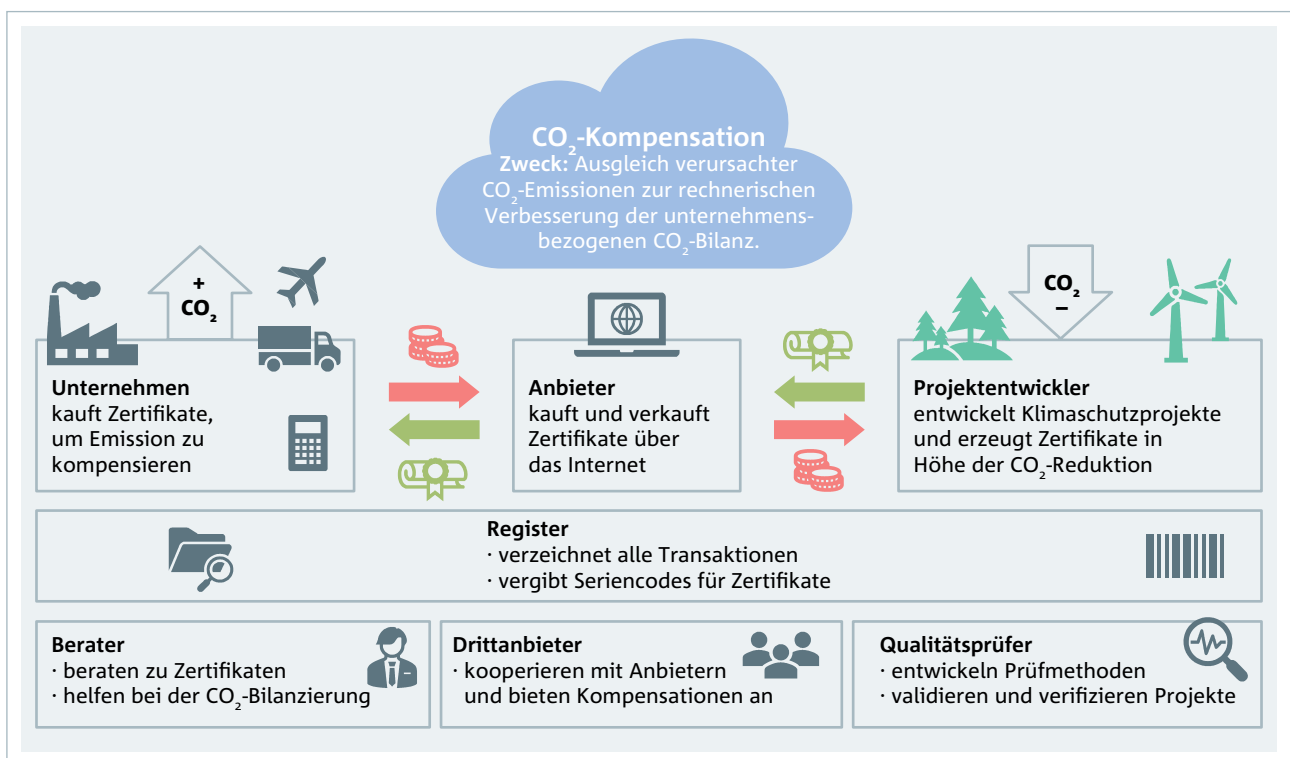 CO₂-Kompensation
Zweck: Ausgleich verursachter
CO₂-Emissionen zur rechnerischen
Verbesserung der unternehmens-
bezogenen CO₂-Bilanz.
+
CO₂
CO₂
–
Unternehmen
kauft Zertifikate,
um Emission zu
kompensieren
Anbieter
kauft und verkauft
Zertifikate über
das Internet
Projektentwickler
entwickelt Klimaschutzprojekte
und erzeugt Zertifikate in
Höhe der CO₂-Reduktion
Register
· verzeichnet alle Transaktionen
· vergibt Seriencodes für Zertifikate
Berater
· beraten zu Zertifikaten
· helfen bei der CO₂-Bilanzierung
Drittanbieter
· kooperieren mit Anbietern
und bieten Kompensationen an
Qualitätsprüfer
· entwickeln Prüfmethoden
· validieren und verifizieren Projekte